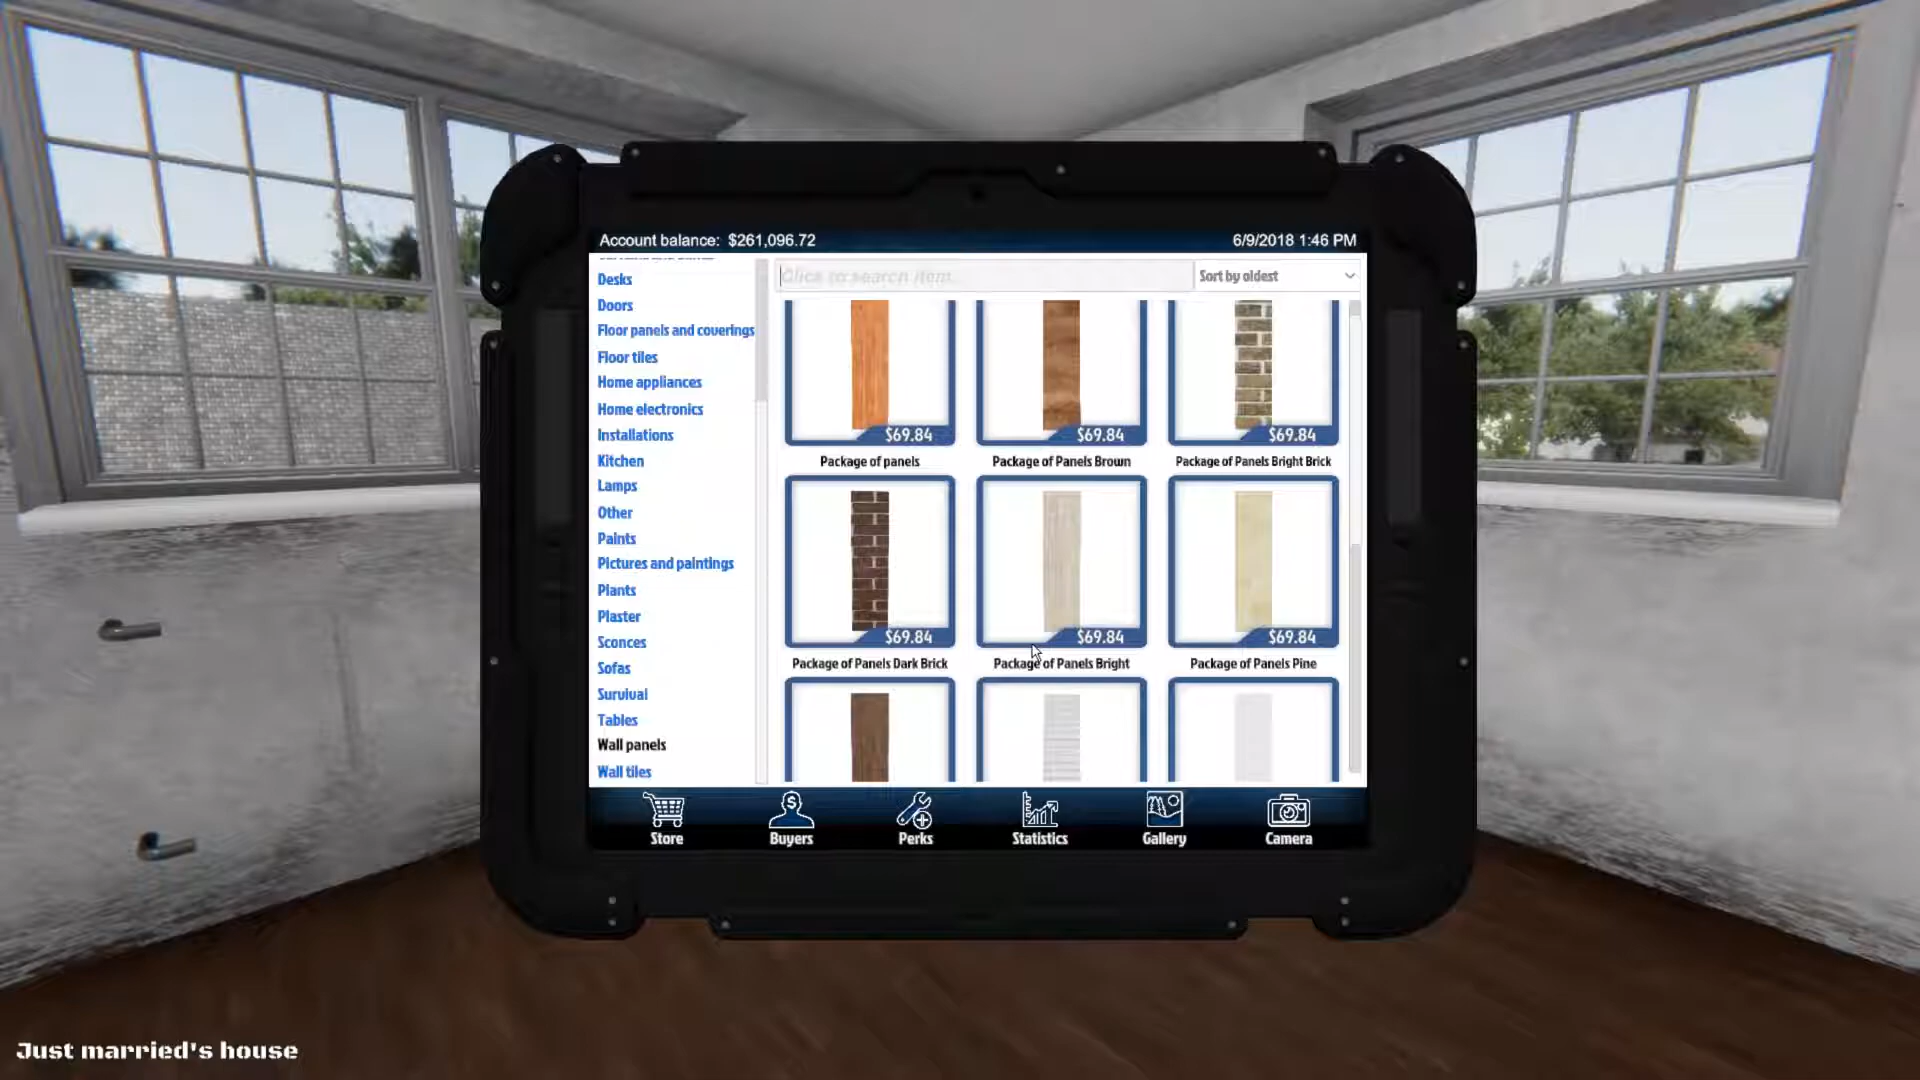 Account balance: $261,096.72
6/9/2018 1:46 PM
Desks
Doors
Floor panels and coverings
Floor tiles
Home appliances
Home electronics
Installations
Kitchen
Lamps
Other
Paints
Pictures and paintings
Plants
Plaster
Sconces
Sofas
Survival
Tables
Wall panels
Wall tiles
Click to search item...
Sort by oldest
$69.84
$69.84
$69.84
Package of panels
Package of Panels Brown
Package of Panels Bright Brick
$69.84
$69.84
$69.84
Package of Panels Dark Brick
Package of Panels Bright
Package of Panels Pine
Store
Buyers
Perks
Statistics
Gallery
Camera
Just married's house